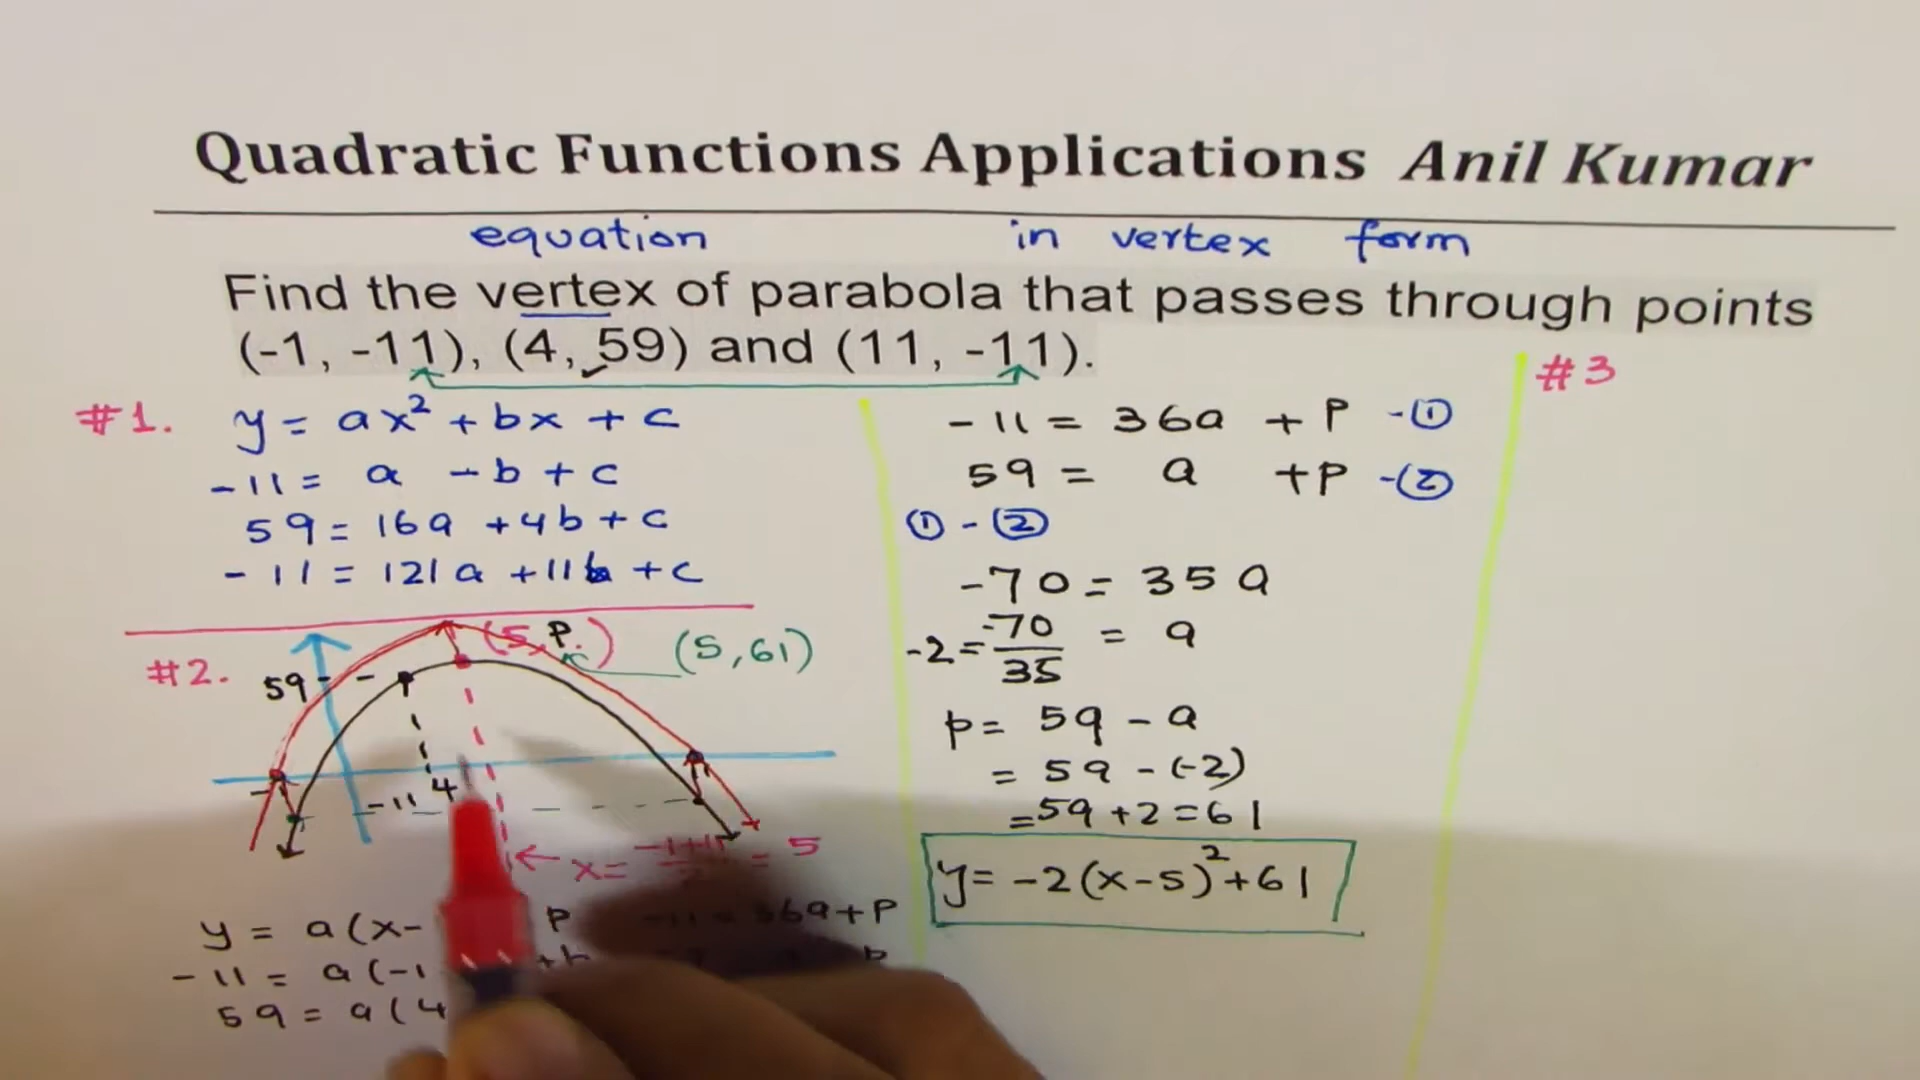 Quadratic Functions Applications Anil Kumar
equation in vertex form
Find the vertex of parabola that passes through points
(-1, -11), (4, 59) and (11, -11).
#1. y = ax² + bx + c
-11 = a - b + c
59 = 16a + 4b + c
-11 = 121a + 11b + c
#2.
59
(5, P.)
(5, 61)
-11
4
x = -1+11 = 5
y = a(x- P
-11 = a(-1
59 = a(4
= 36a + P
-11 = 36a + P -①
59 = a + P -②
① - ②
-70 = 35a
-2 = -70/35 = a
P = 59 - a
= 59 - (-2)
= 59 + 2 = 61
y = -2(x-5)² + 61
#3